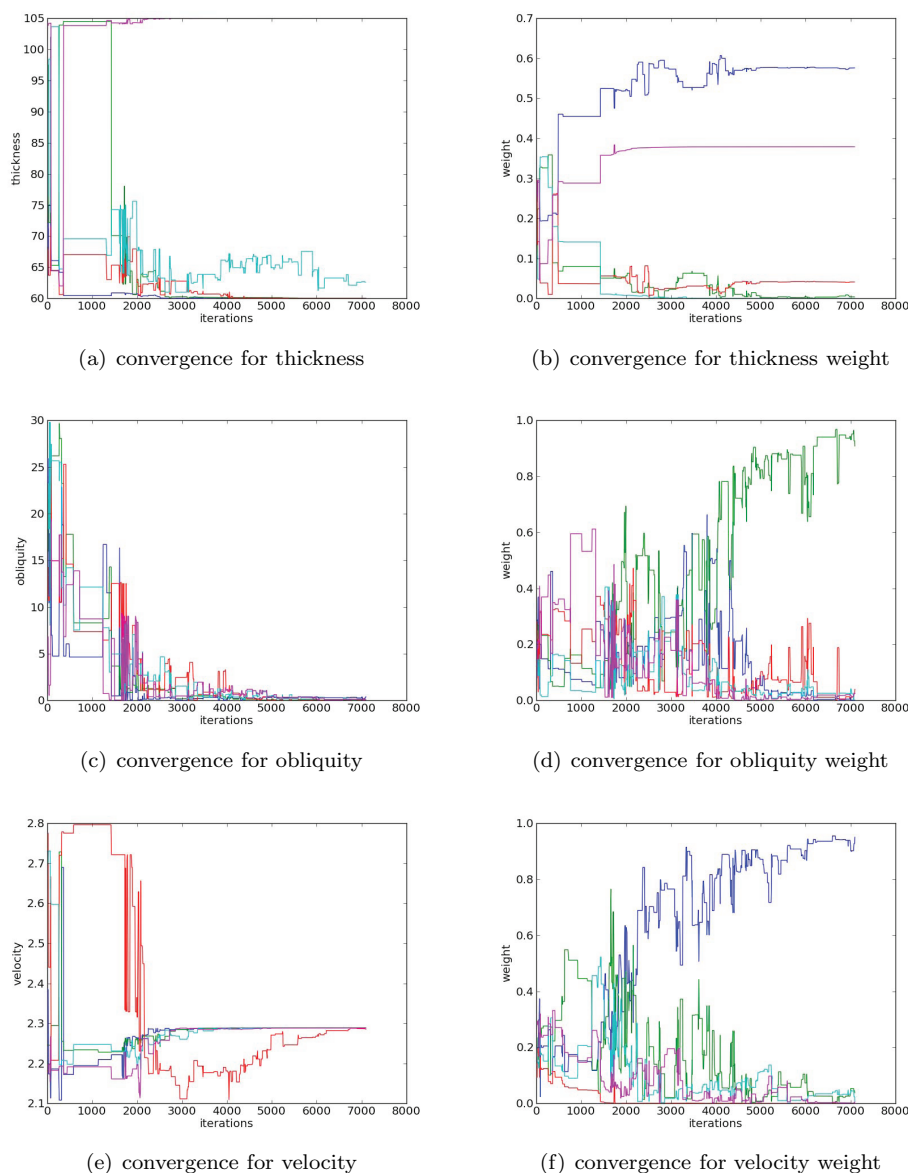 105
100
95
90
85
80
75
70
65
60
thickness
0 1000 2000 3000 4000 5000 6000 7000 8000
iterations
(a) convergence for thickness
0.7
0.6
0.5
0.4
0.3
0.2
0.1
0.0
weight
0 1000 2000 3000 4000 5000 6000 7000 8000
iterations
(b) convergence for thickness weight
30
25
20
15
10
5
0
obliquity
0 1000 2000 3000 4000 5000 6000 7000 8000
iterations
(c) convergence for obliquity
1.0
0.8
0.6
0.4
0.2
0.0
weight
0 1000 2000 3000 4000 5000 6000 7000 8000
iterations
(d) convergence for obliquity weight
2.8
2.7
2.6
2.5
2.4
2.3
2.2
2.1
velocity
0 1000 2000 3000 4000 5000 6000 7000 8000
iterations
(e) convergence for velocity
1.0
0.8
0.6
0.4
0.2
0.0
weight
0 1000 2000 3000 4000 5000 6000 7000 8000
iterations
(f) convergence for velocity weight